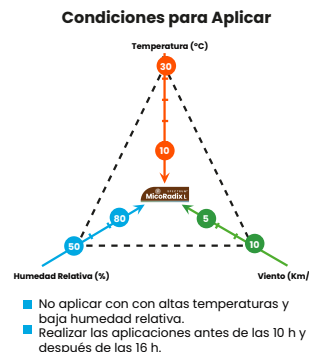 Condiciones para Aplicar
Temperatura (°C)
30
10
MicoRadix L
80
5
50
10
Humedad Relativa (%)
Viento (Km/
No aplicar con con altas temperaturas y
baja humedad relativa.
Realizar las aplicaciones antes de las 10 h y
después de las 16 h.